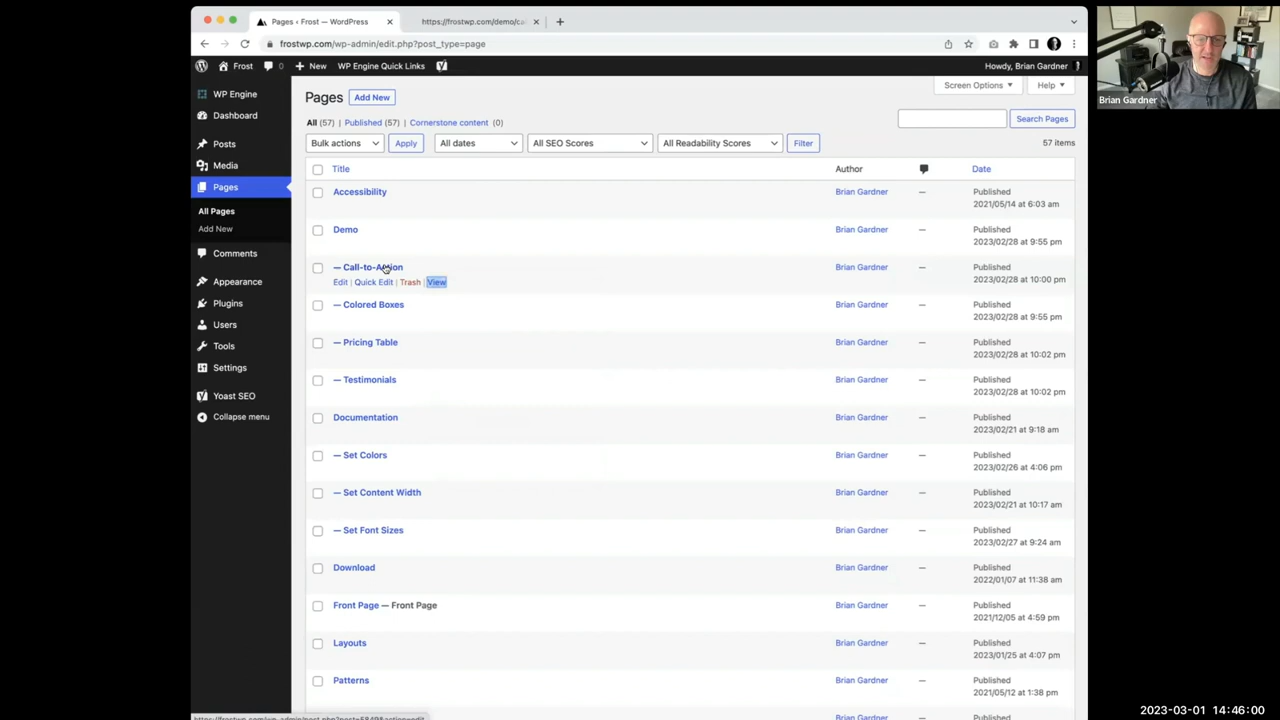 Pages ‹ Frost — WordPress
https://frostwp.com/demo/ca
frostwp.com/wp-admin/edit.php?post_type=page
Frost 0 New WP Engine Quick Links Howdy, Brian Gardner
Brian Gardner
WP Engine
Dashboard
Posts
Media
Pages
All Pages
Add New
Comments
Appearance
Plugins
Users
Tools
Settings
Yoast SEO
Collapse menu
Screen Options Help
Pages Add New
All (57) | Published (57) | Cornerstone content (0)
Search Pages
Bulk actions Apply All dates All SEO Scores All Readability Scores Filter 57 items
Title Author Date
Accessibility Brian Gardner — Published
2021/05/14 at 6:03 am
Demo Brian Gardner — Published
2023/02/28 at 9:55 pm
— Call-to-Action Brian Gardner — Published
2023/02/28 at 10:00 pm
Edit | Quick Edit | Trash | View
— Colored Boxes Brian Gardner — Published
2023/02/28 at 9:55 pm
— Pricing Table Brian Gardner — Published
2023/02/28 at 10:02 pm
— Testimonials Brian Gardner — Published
2023/02/28 at 10:02 pm
Documentation Brian Gardner — Published
2023/02/21 at 9:18 am
— Set Colors Brian Gardner — Published
2023/02/26 at 4:06 pm
— Set Content Width Brian Gardner — Published
2023/02/21 at 10:17 am
— Set Font Sizes Brian Gardner — Published
2023/02/27 at 9:24 am
Download Brian Gardner — Published
2022/01/07 at 11:38 am
Front Page — Front Page Brian Gardner — Published
2021/12/05 at 4:59 pm
Layouts Brian Gardner — Published
2023/01/25 at 4:07 pm
Patterns Brian Gardner — Published
2021/05/12 at 1:38 pm
2023-03-01 14:46:00